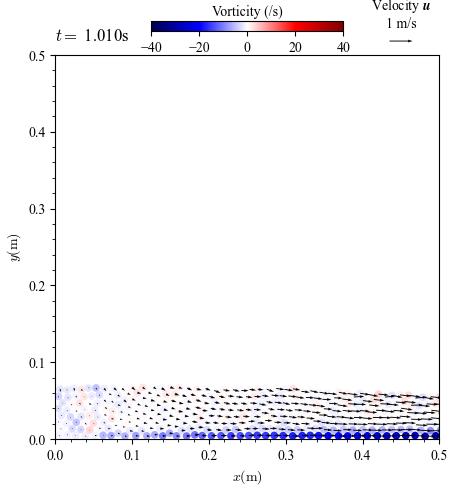 Velocity u
Vorticity (/s)
1 m/s
t = 1.010s
−40 −20 0 20 40
0.5
0.4
0.3
0.2
0.1
0.0
y(m)
0.0 0.1 0.2 0.3 0.4 0.5
x(m)